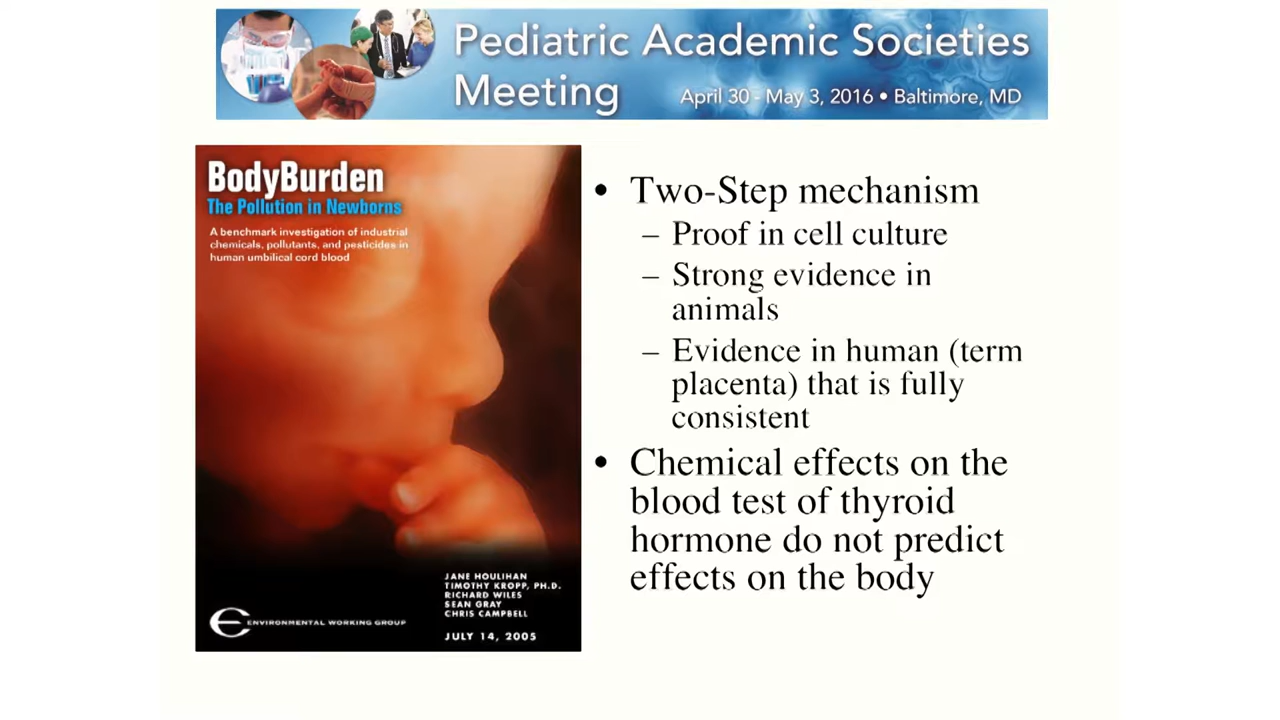 Pediatric Academic Societies
Meeting
April 30 - May 3, 2016 • Baltimore, MD
BodyBurden
The Pollution in Newborns
A benchmark investigation of industrial
chemicals, pollutants, and pesticides in
human umbilical cord blood
JANE HOULIHAN
TIMOTHY KROPP, PH.D.
RICHARD WILES
SEAN GRAY
CHRIS CAMPBELL
ENVIRONMENTAL WORKING GROUP
JULY 14, 2005
• Two-Step mechanism
– Proof in cell culture
– Strong evidence in
animals
– Evidence in human (term
placenta) that is fully
consistent
• Chemical effects on the
blood test of thyroid
hormone do not predict
effects on the body